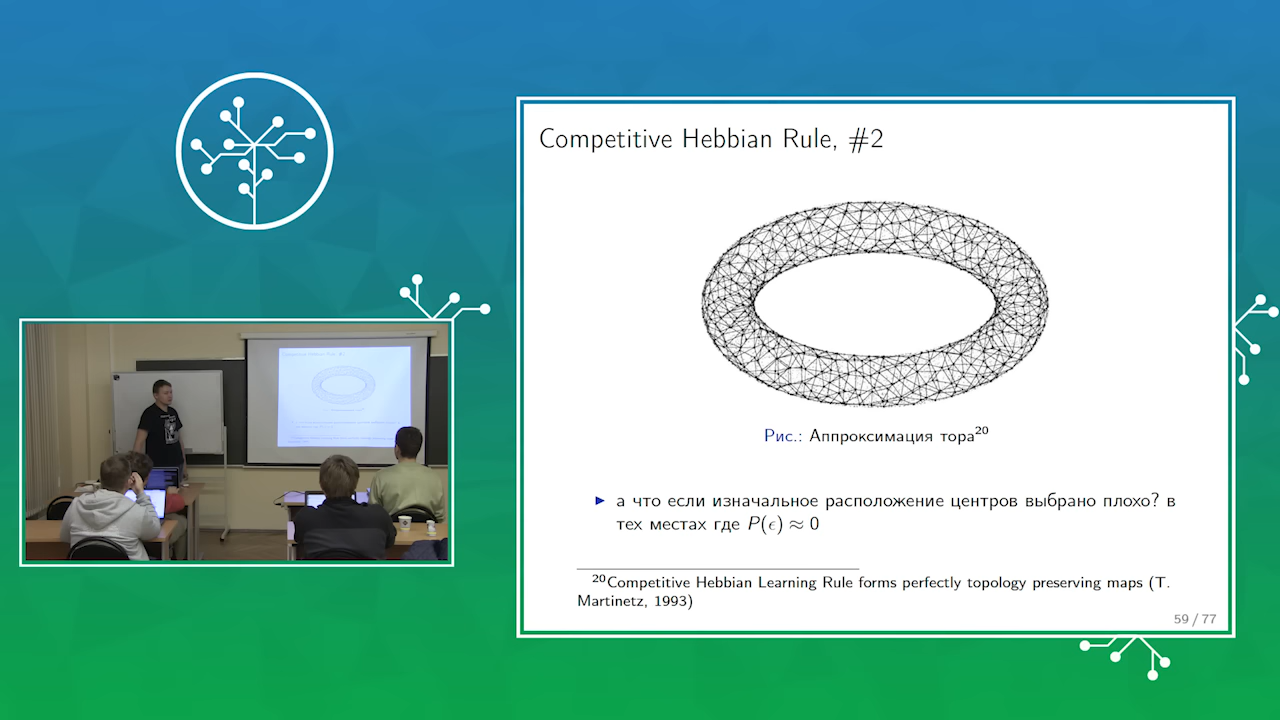 Competitive Hebbian Rule, #2
Рис.: Аппроксимация тора20
а что если изначальное расположение центров выбрано плохо? в
тех местах где P(ϵ) ≈ 0
20Competitive Hebbian Learning Rule forms perfectly topology preserving maps (T.
Martinetz, 1993)
59 / 77